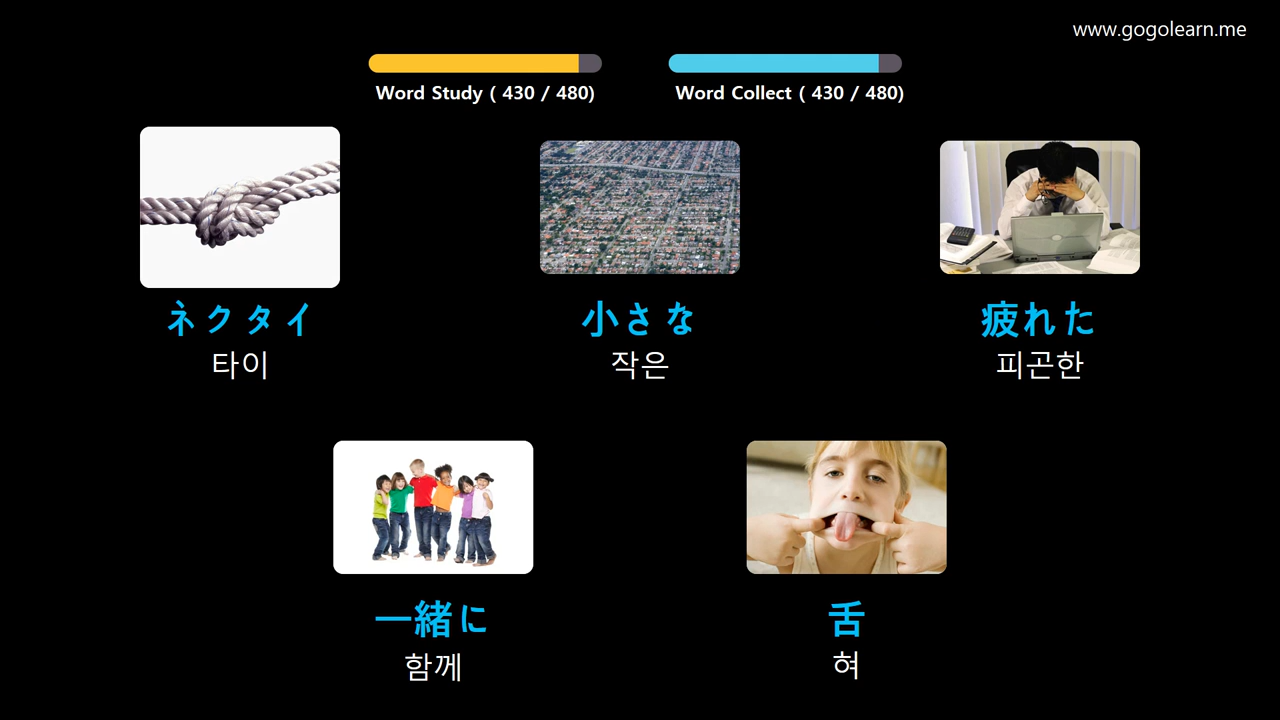 www.gogolearn.me
Word Study ( 430 / 480)
Word Collect ( 430 / 480)
ネクタイ
타이
小さな
작은
疲れた
피곤한
一緒に
함께
舌
혀